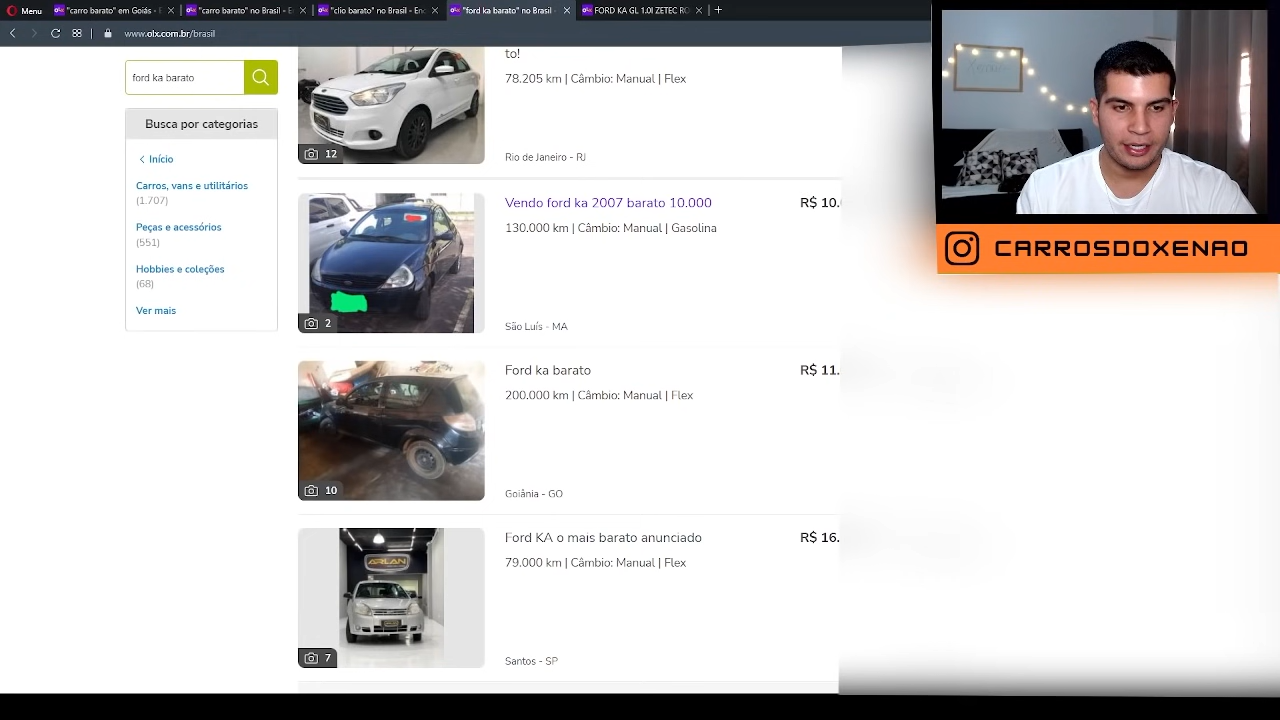 Menu
"carro barato" em Goiás -
"carro barato" no Brasil -
"clio barato" no Brasil -
"ford ka barato" no Brasil -
FORD KA GL 1.0I ZETEC
www.olx.com.br/brasil
ford ka barato
Busca por categorias
Início
Carros, vans e utilitários
(1.707)
Peças e acessórios
(551)
Hobbies e coleções
(68)
Ver mais
to!
78.205 km | Câmbio: Manual | Flex
12
Rio de Janeiro - RJ
Vendo ford ka 2007 barato 10.000
R$ 10.
130.000 km | Câmbio: Manual | Gasolina
2
São Luís - MA
Ford ka barato
R$ 11.
200.000 km | Câmbio: Manual | Flex
10
Goiânia - GO
Ford KA o mais barato anunciado
R$ 16.
79.000 km | Câmbio: Manual | Flex
ARLAN
7
Santos - SP
CARROSDOXENAO